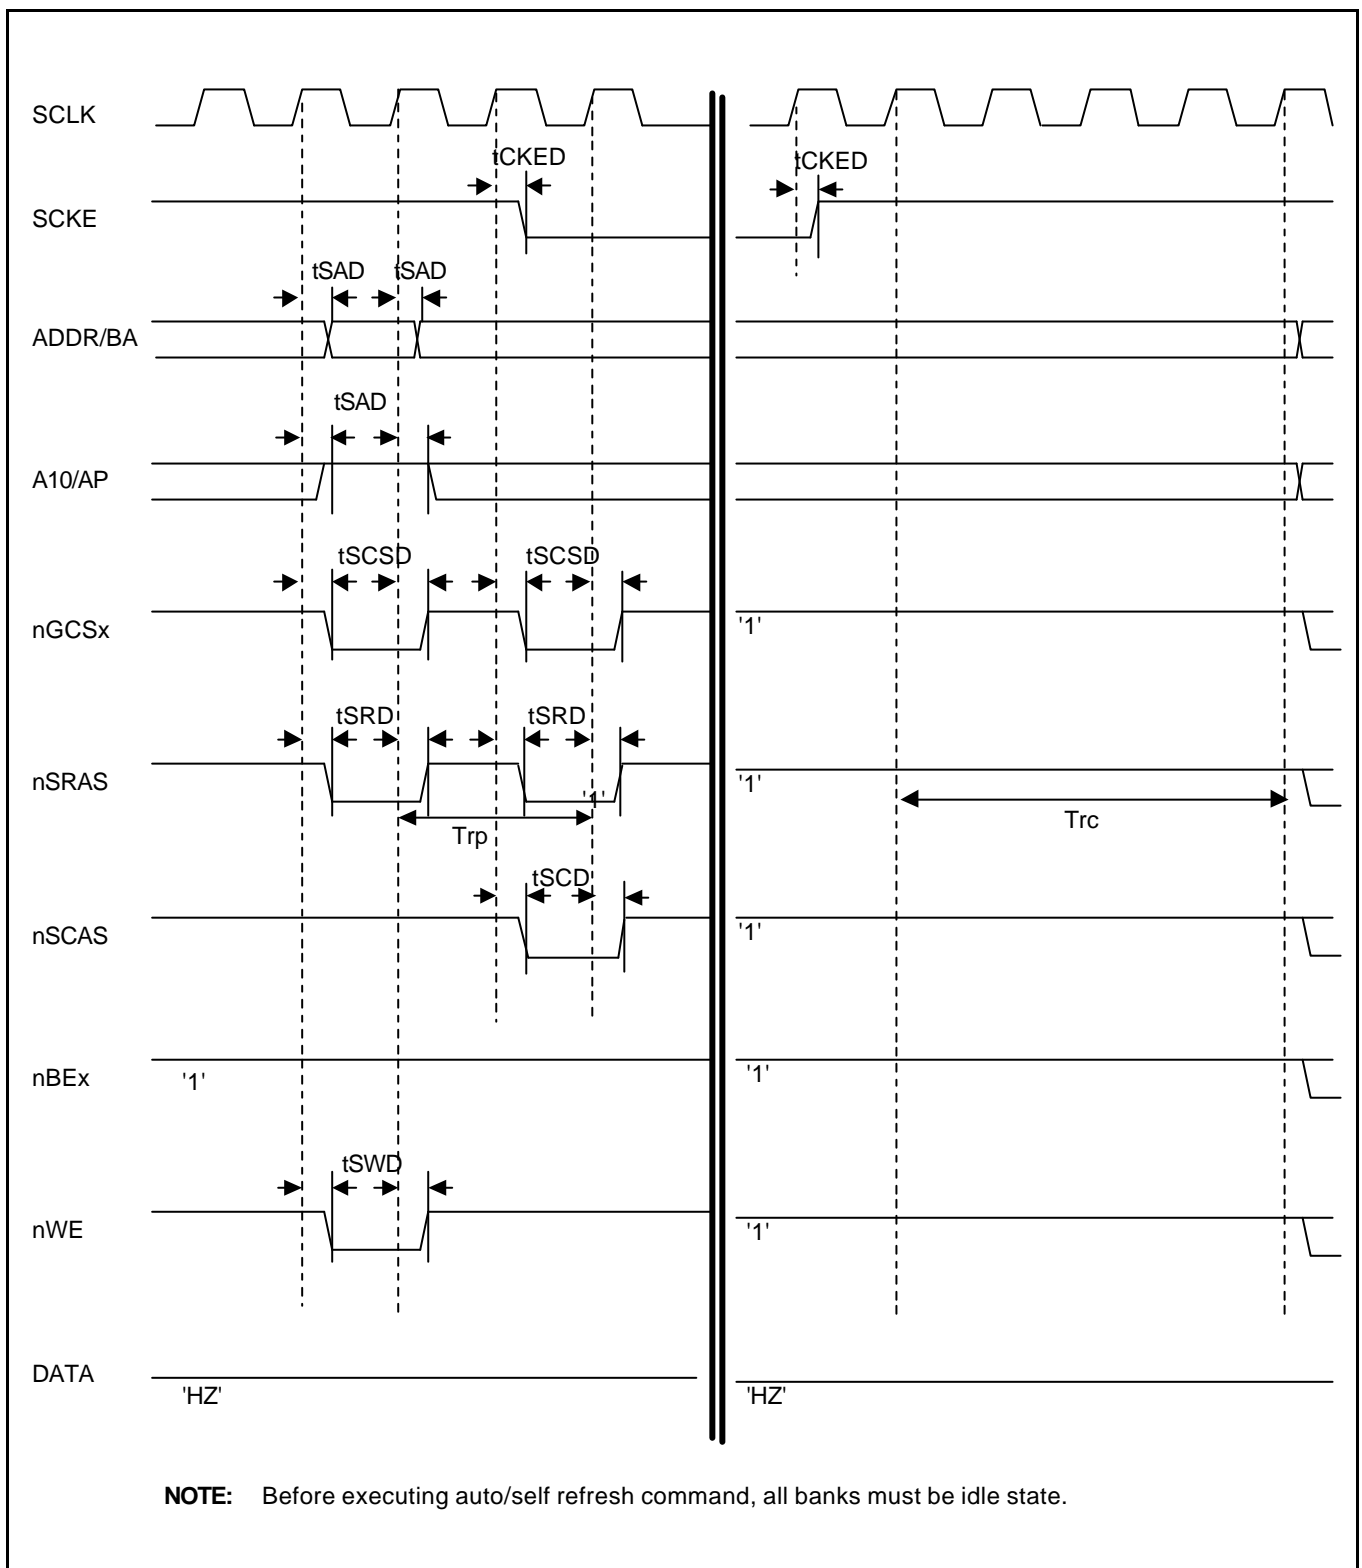 SCLK
tCKED
tCKED
SCKE
tSAD
tSAD
ADDR/BA
tSAD
A10/AP
tSCSD
tSCSD
nGCSx
'1'
tSRD
tSRD
nSRAS
'1'
'1'
Trp
Trc
tSCD
nSCAS
'1'
nBEx
'1'
'1'
tSWD
nWE
'1'
DATA
'HZ'
'HZ'
NOTE: Before executing auto/self refresh command, all banks must be idle state.